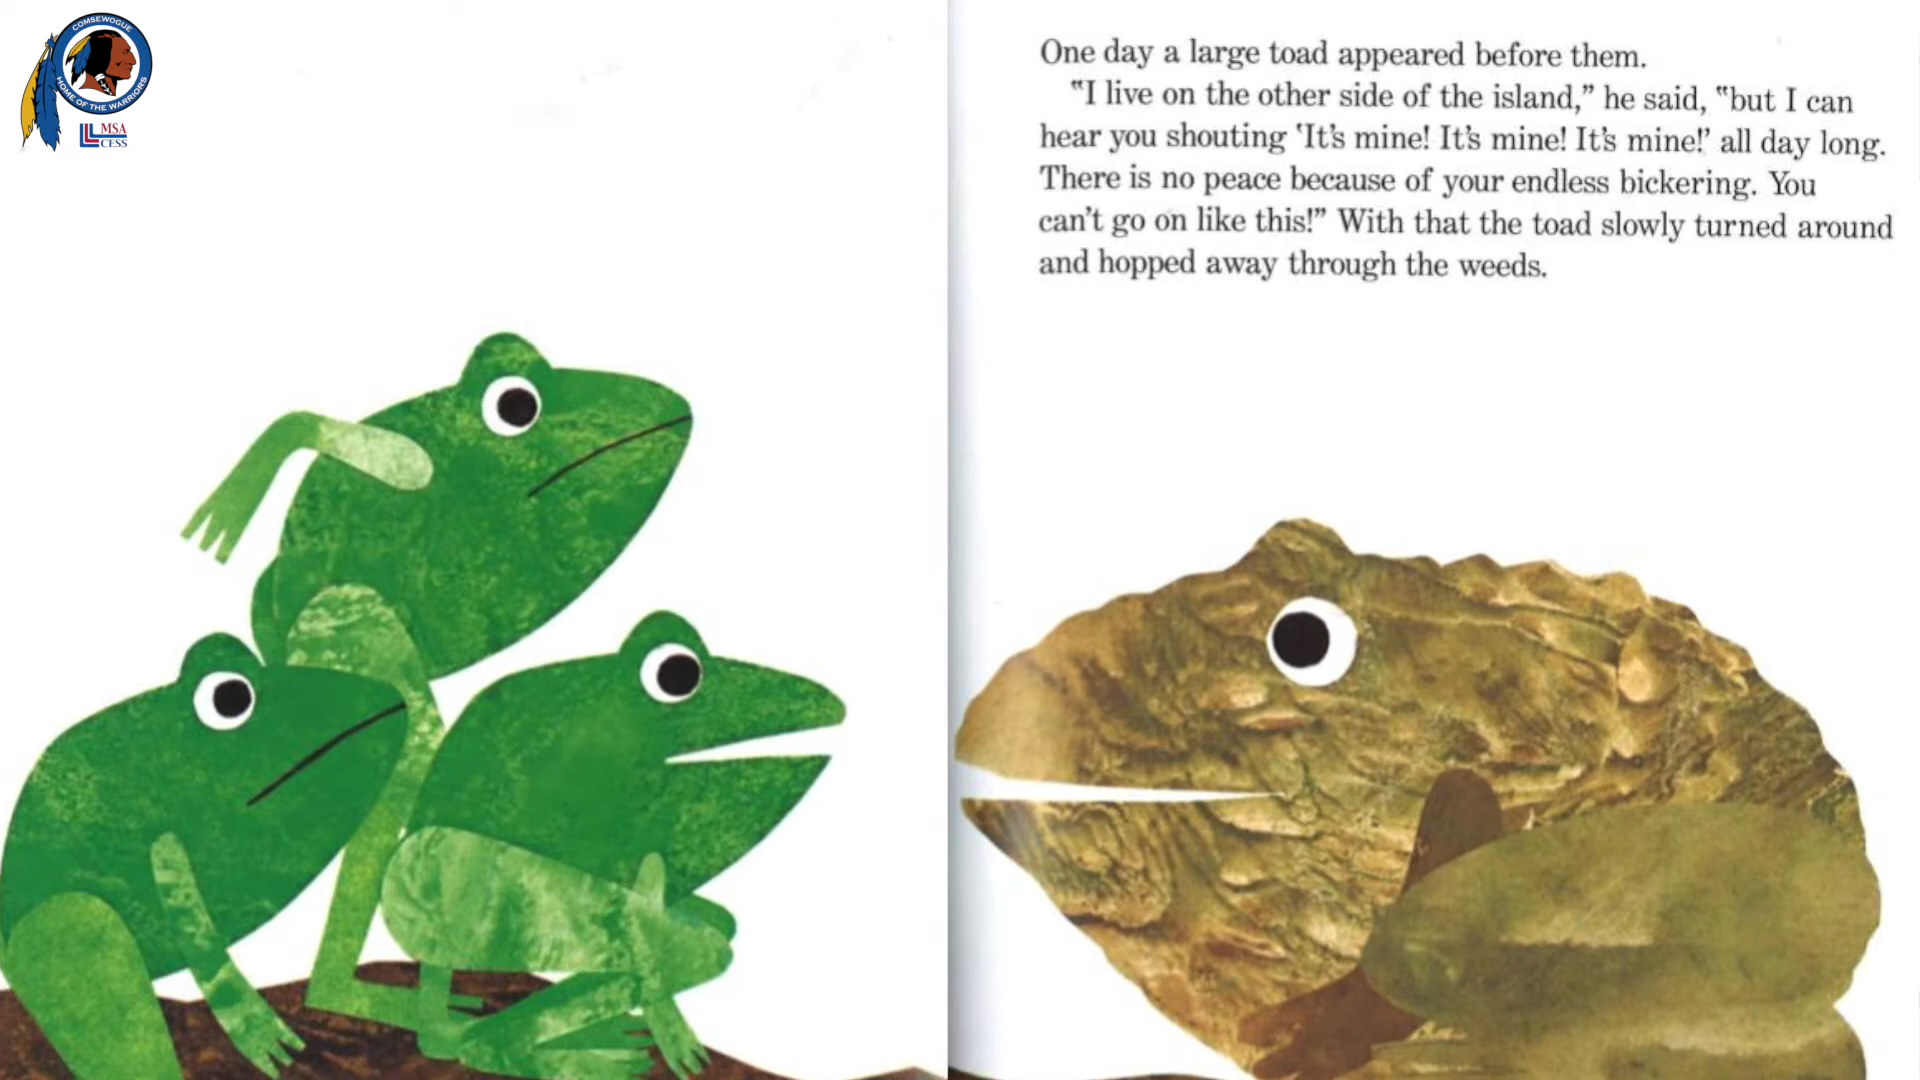 COMSEWOGUE
HOME OF THE WARRIORS
MSA
CESS
One day a large toad appeared before them.
"I live on the other side of the island,” he said, "but I can
hear you shouting ‘It's mine! It's mine! It's mine!’ all day long.
There is no peace because of your endless bickering. You
can't go on like this!” With that the toad slowly turned around
and hopped away through the weeds.